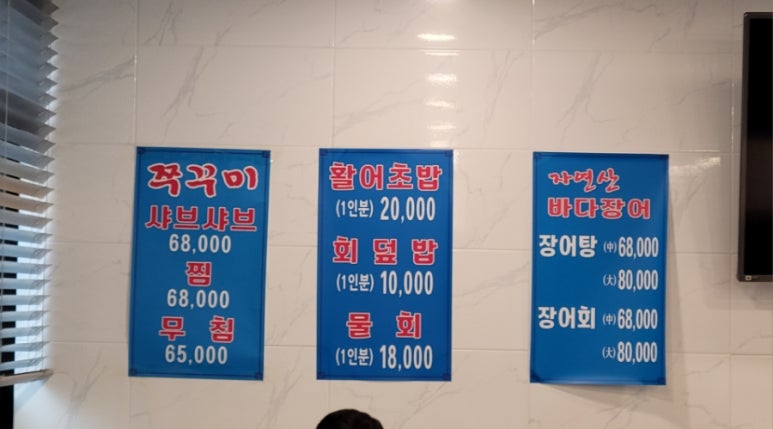 쭈꾸미
샤브샤브
68,000
찜
68,000
무침
65,000
활어초밥
(1인분) 20,000
회덮밥
(1인분) 10,000
물회
(1인분) 18,000
자연산
바다장어
장어탕 (中) 68,000
(大) 80,000
장어회 (中) 68,000
(大) 80,000